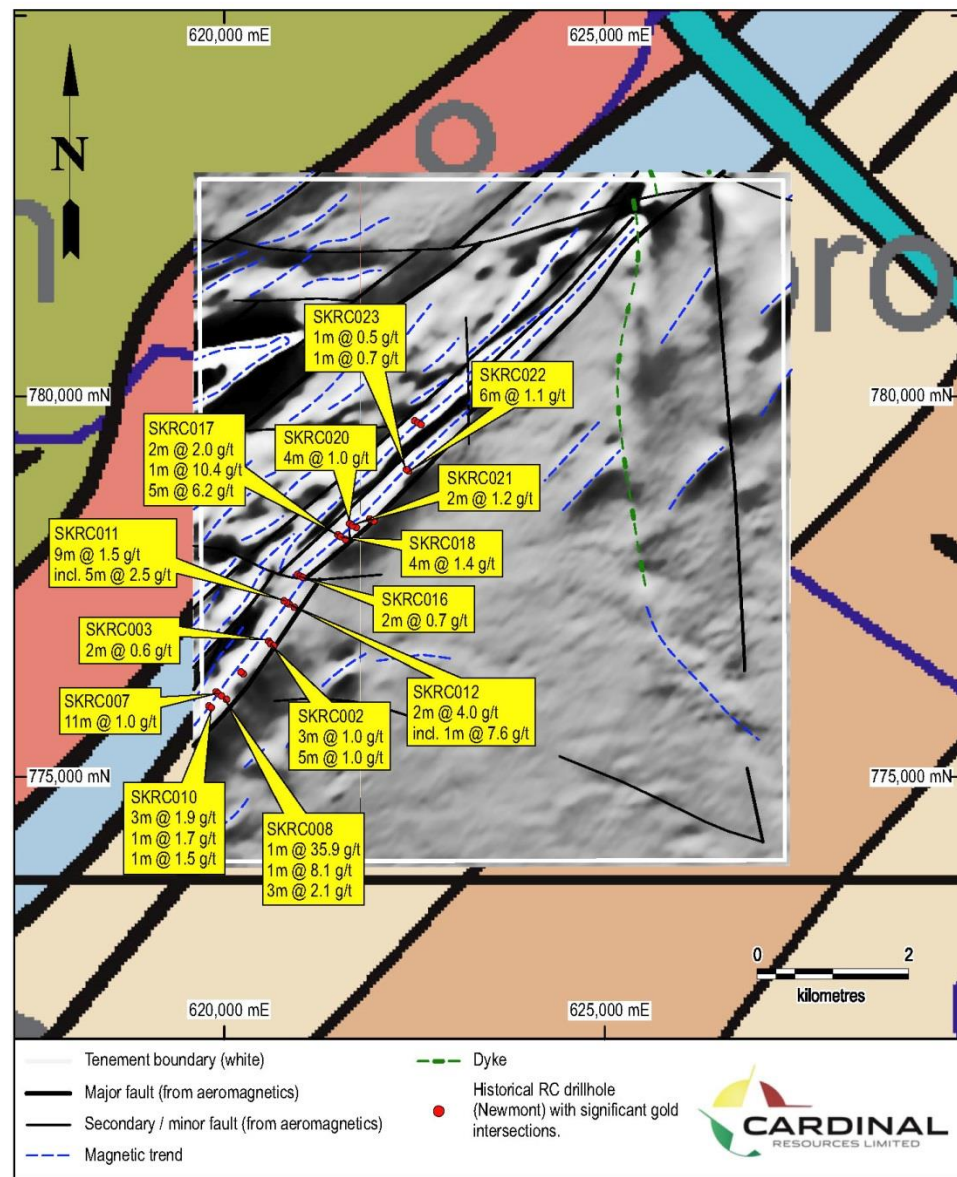 620,000 mE
625,000 mE
N
o
n
oro
SKRC023
1m @ 0.5 g/t
1m @ 0.7 g/t
SKRC022
6m @ 1.1 g/t
780,000 mN
780,000 mN
SKRC017
2m @ 2.0 g/t
1m @ 10.4 g/t
5m @ 6.2 g/t
SKRC020
4m @ 1.0 g/t
SKRC021
2m @ 1.2 g/t
SKRC011
9m @ 1.5 g/t
incl. 5m @ 2.5 g/t
SKRC018
4m @ 1.4 g/t
SKRC016
2m @ 0.7 g/t
SKRC003
2m @ 0.6 g/t
SKRC007
11m @ 1.0 g/t
SKRC002
3m @ 1.0 g/t
5m @ 1.0 g/t
SKRC012
2m @ 4.0 g/t
incl. 1m @ 7.6 g/t
775,000 mN
775,000 mN
SKRC010
3m @ 1.9 g/t
1m @ 1.7 g/t
1m @ 1.5 g/t
SKRC008
1m @ 35.9 g/t
1m @ 8.1 g/t
3m @ 2.1 g/t
0 2
kilometres
620,000 mE
625,000 mE
Tenement boundary (white)
Major fault (from aeromagnetics)
Secondary / minor fault (from aeromagnetics)
Magnetic trend
Dyke
Historical RC drillhole
(Newmont) with significant gold
intersections.
CARDINAL
RESOURCES LIMITED